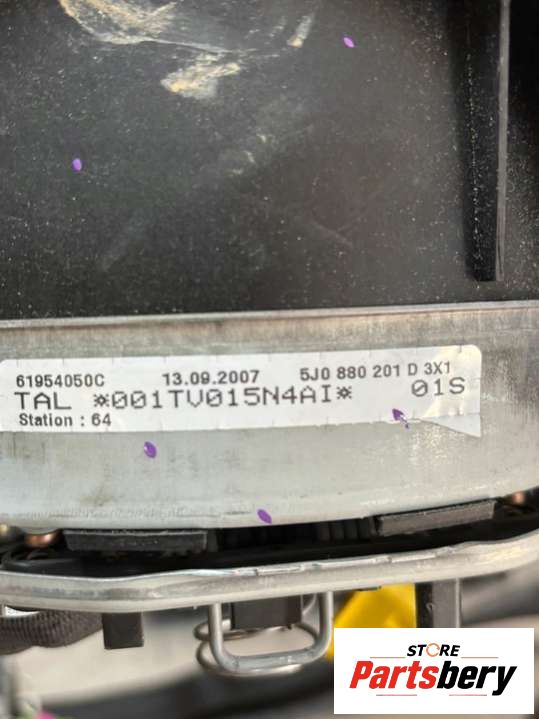 61954050C 13.09.2007 5J0 880 201 D 3X1
TAL *001TV015N4AI* 01S
Station : 64
STORE
Partsbery